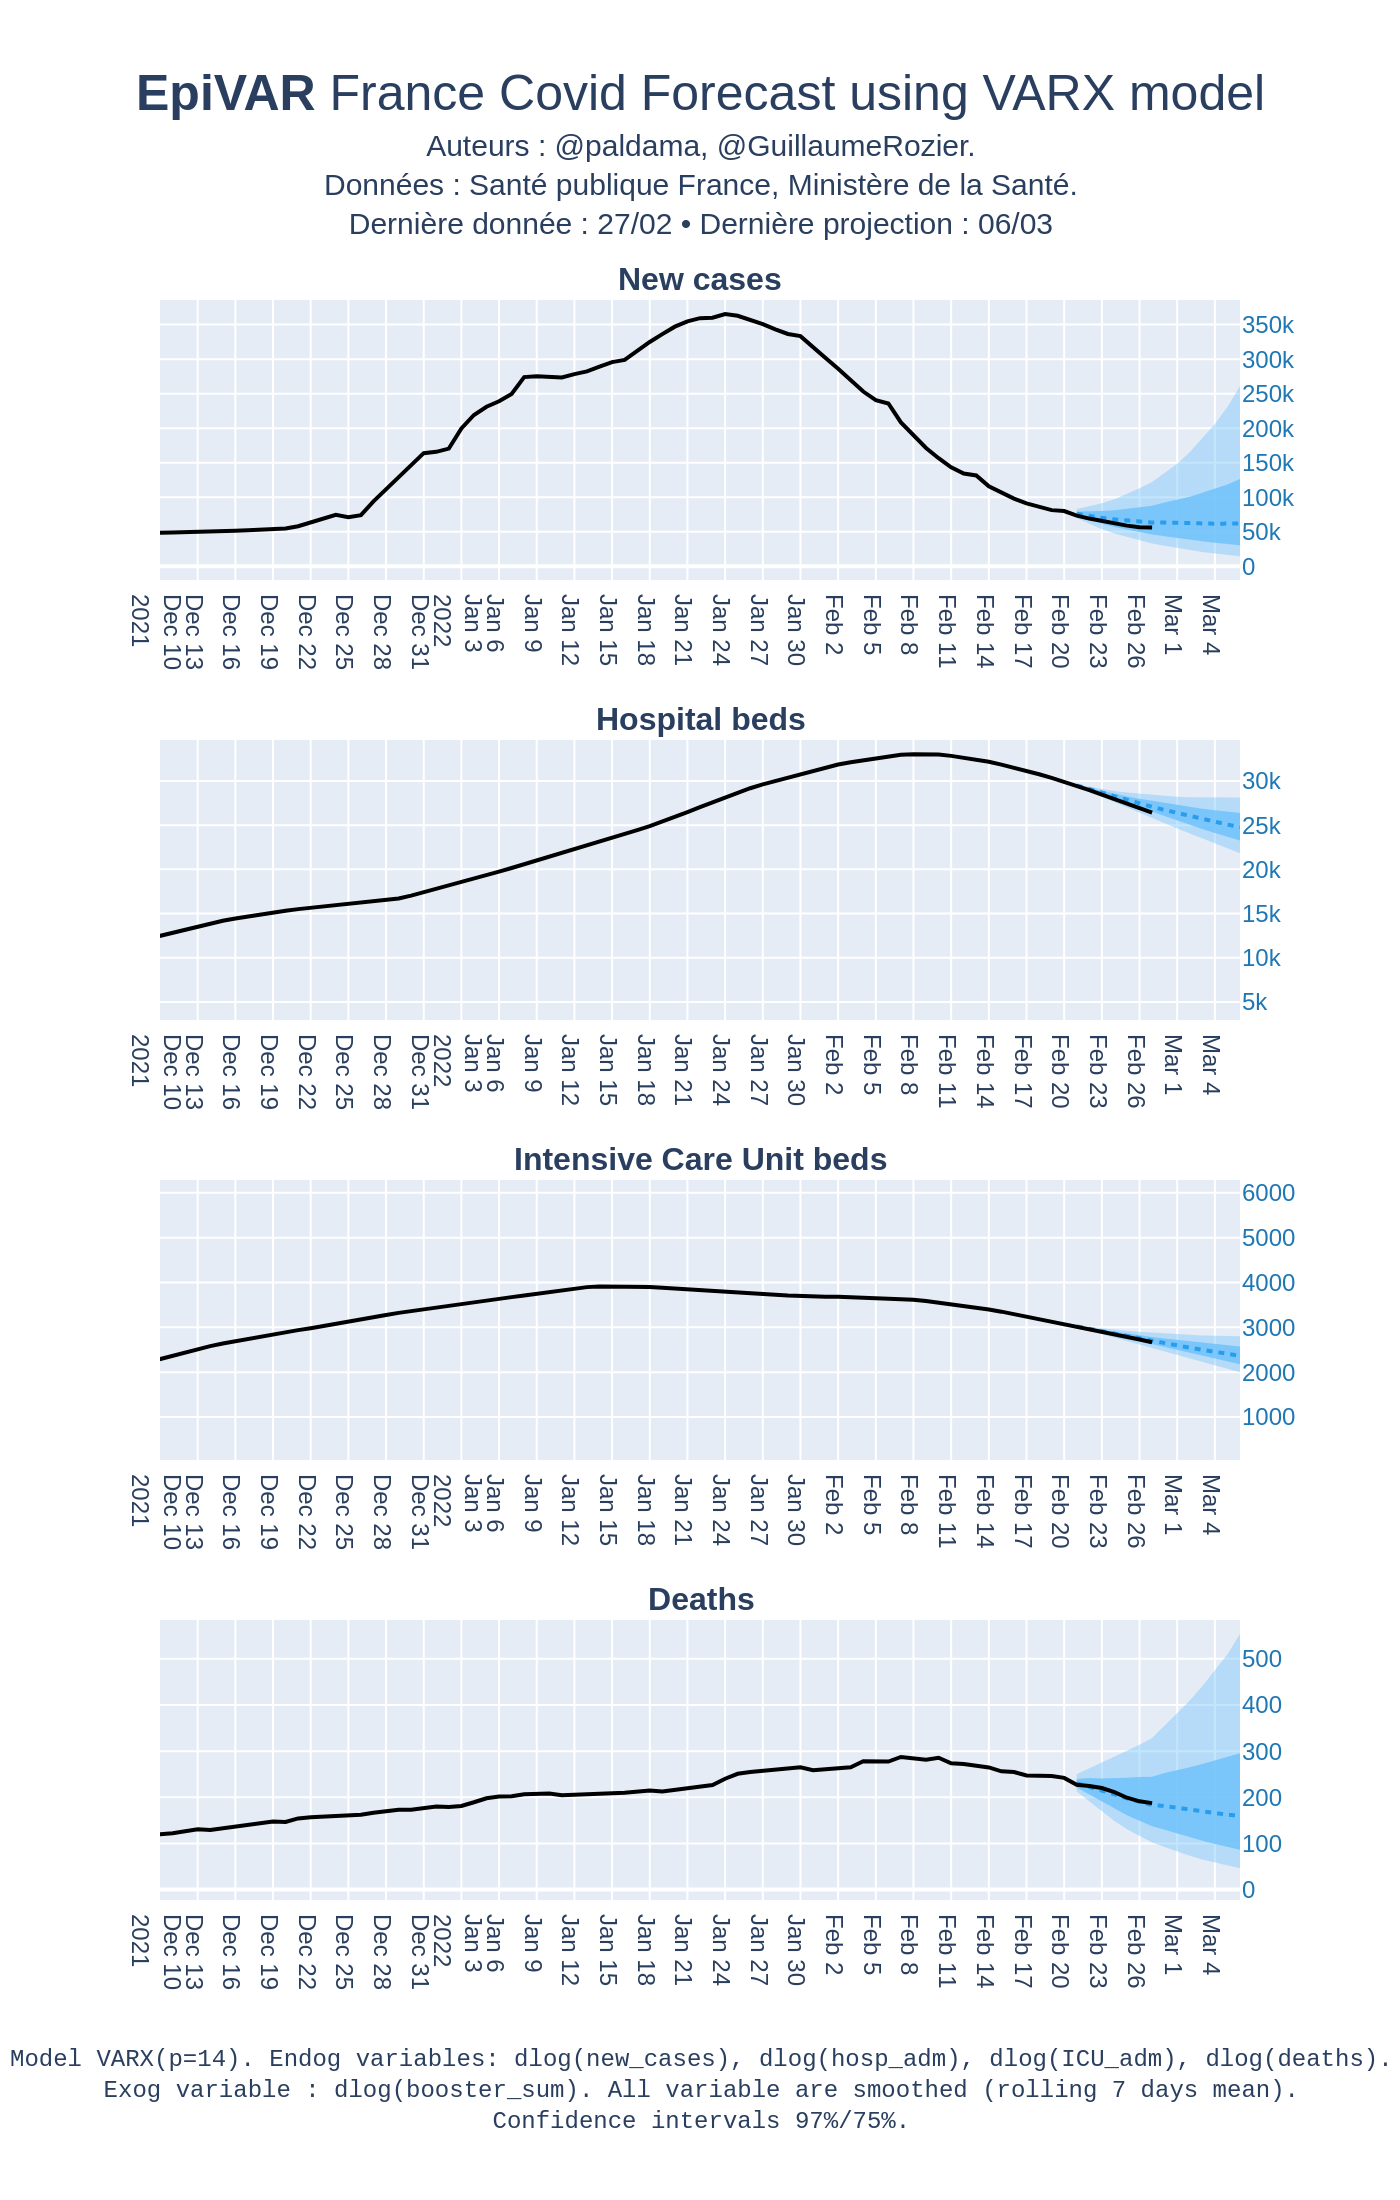 EpiVAR France Covid Forecast using VARX model
Auteurs : @paldama, @GuillaumeRozier.
Données : Santé publique France, Ministère de la Santé.
Dernière donnée : 27/02 • Dernière projection : 06/03
New cases
350k
300k
250k
200k
150k
100k
50k
0
Dec 10
2021
Dec 13
Dec 16
Dec 19
Dec 22
Dec 25
Dec 28
Dec 31
Jan 3
2022
Jan 6
Jan 9
Jan 12
Jan 15
Jan 18
Jan 21
Jan 24
Jan 27
Jan 30
Feb 2
Feb 5
Feb 8
Feb 11
Feb 14
Feb 17
Feb 20
Feb 23
Feb 26
Mar 1
Mar 4
Hospital beds
30k
25k
20k
15k
10k
5k
Dec 10
2021
Dec 13
Dec 16
Dec 19
Dec 22
Dec 25
Dec 28
Dec 31
Jan 3
2022
Jan 6
Jan 9
Jan 12
Jan 15
Jan 18
Jan 21
Jan 24
Jan 27
Jan 30
Feb 2
Feb 5
Feb 8
Feb 11
Feb 14
Feb 17
Feb 20
Feb 23
Feb 26
Mar 1
Mar 4
Intensive Care Unit beds
6000
5000
4000
3000
2000
1000
Dec 10
2021
Dec 13
Dec 16
Dec 19
Dec 22
Dec 25
Dec 28
Dec 31
Jan 3
2022
Jan 6
Jan 9
Jan 12
Jan 15
Jan 18
Jan 21
Jan 24
Jan 27
Jan 30
Feb 2
Feb 5
Feb 8
Feb 11
Feb 14
Feb 17
Feb 20
Feb 23
Feb 26
Mar 1
Mar 4
Deaths
500
400
300
200
100
0
Dec 10
2021
Dec 13
Dec 16
Dec 19
Dec 22
Dec 25
Dec 28
Dec 31
Jan 3
2022
Jan 6
Jan 9
Jan 12
Jan 15
Jan 18
Jan 21
Jan 24
Jan 27
Jan 30
Feb 2
Feb 5
Feb 8
Feb 11
Feb 14
Feb 17
Feb 20
Feb 23
Feb 26
Mar 1
Mar 4
Model VARX(p=14). Endog variables: dlog(new_cases), dlog(hosp_adm), dlog(ICU_adm), dlog(deaths).
Exog variable : dlog(booster_sum). All variable are smoothed (rolling 7 days mean).
Confidence intervals 97%/75%.